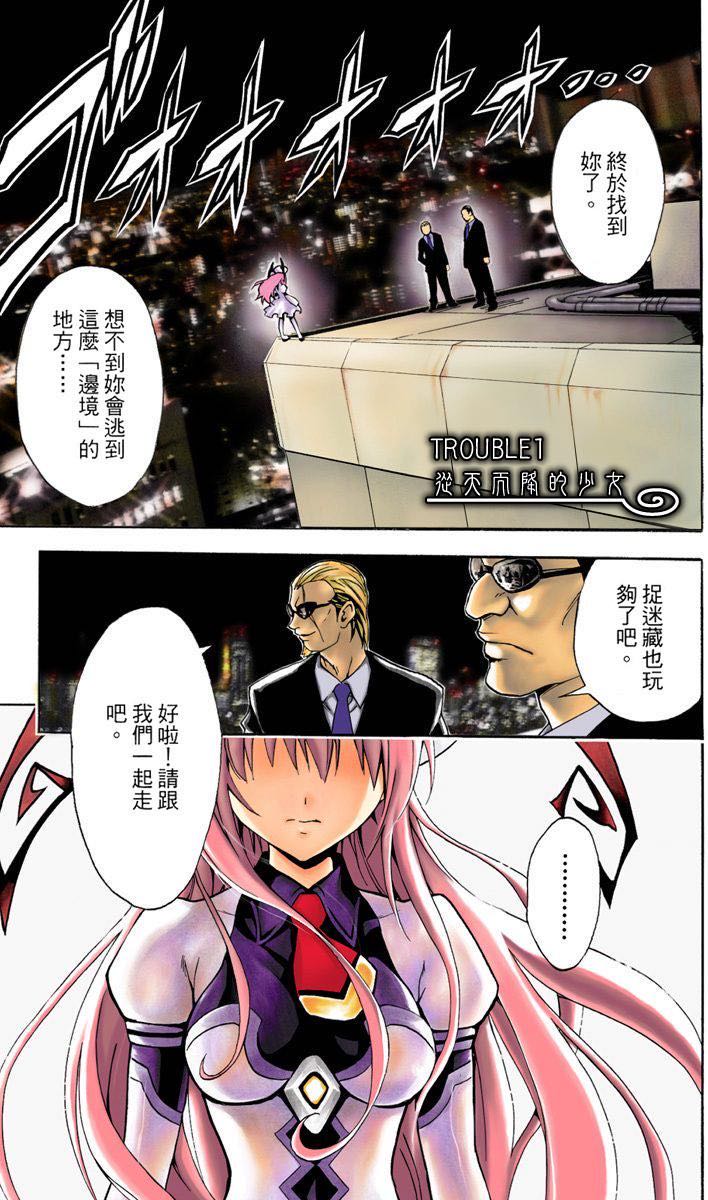 ゴオオオオオ...
終於找到
妳了。
想不到妳會逃到
這麼「邊境」的
地方……
TROUBLE1
從天而降的少女
捉迷藏也玩
夠了吧。
好啦！請跟
我們一起走
吧。
………